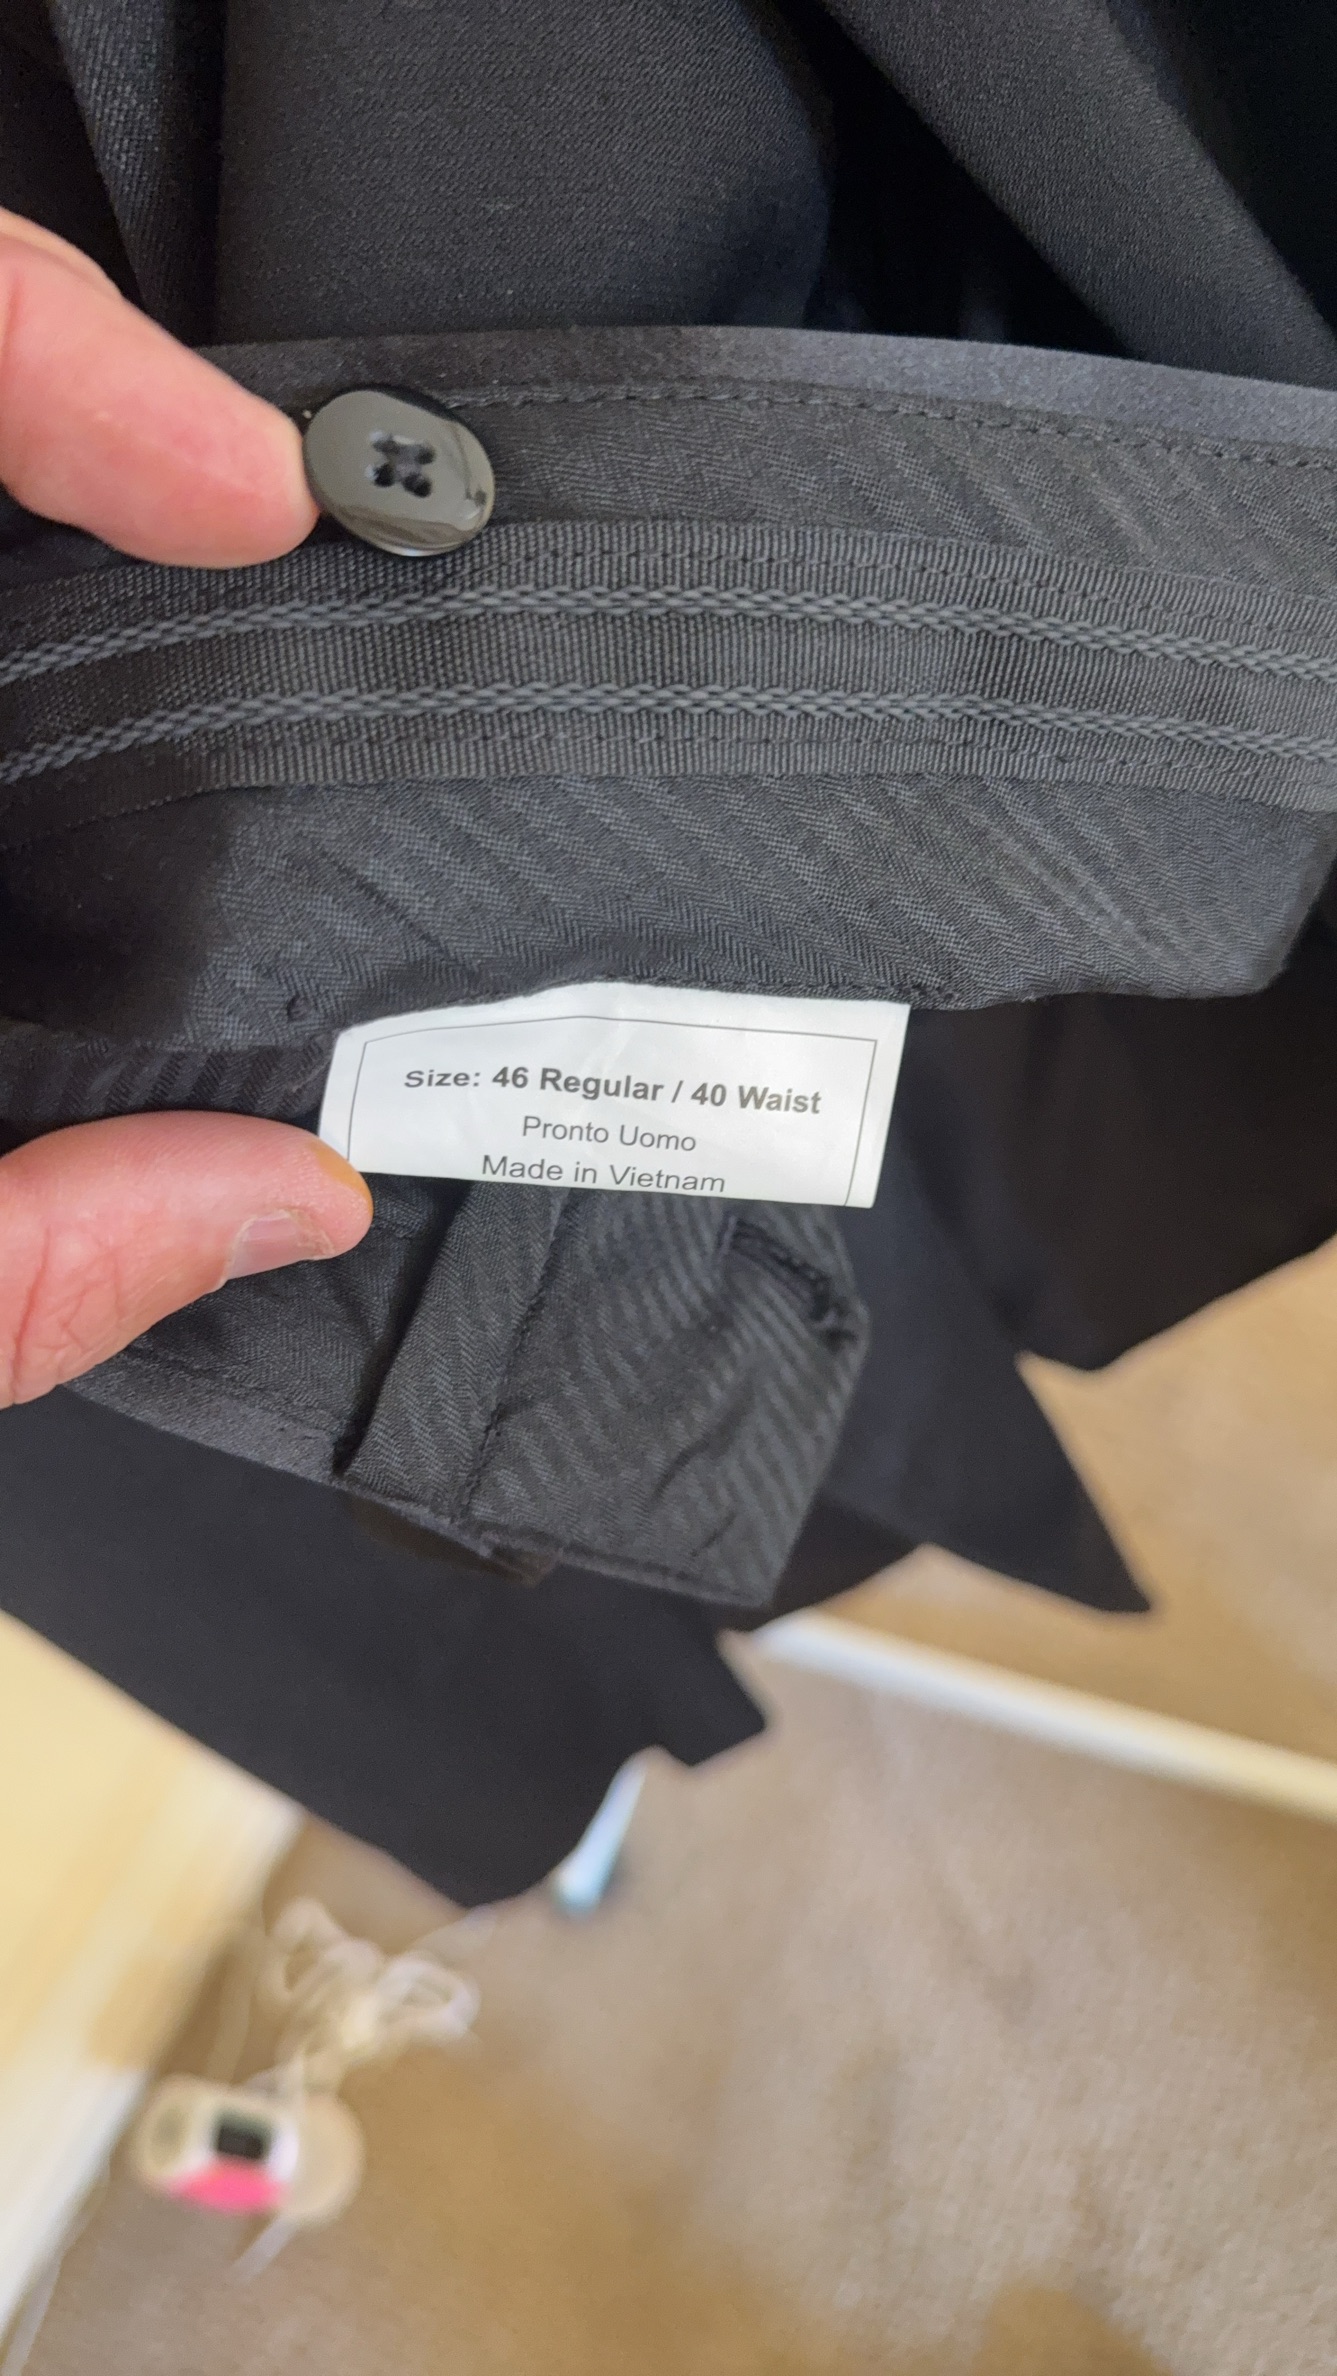 Size: 46 Regular / 40 Waist
Pronto Uomo
Made in Vietnam